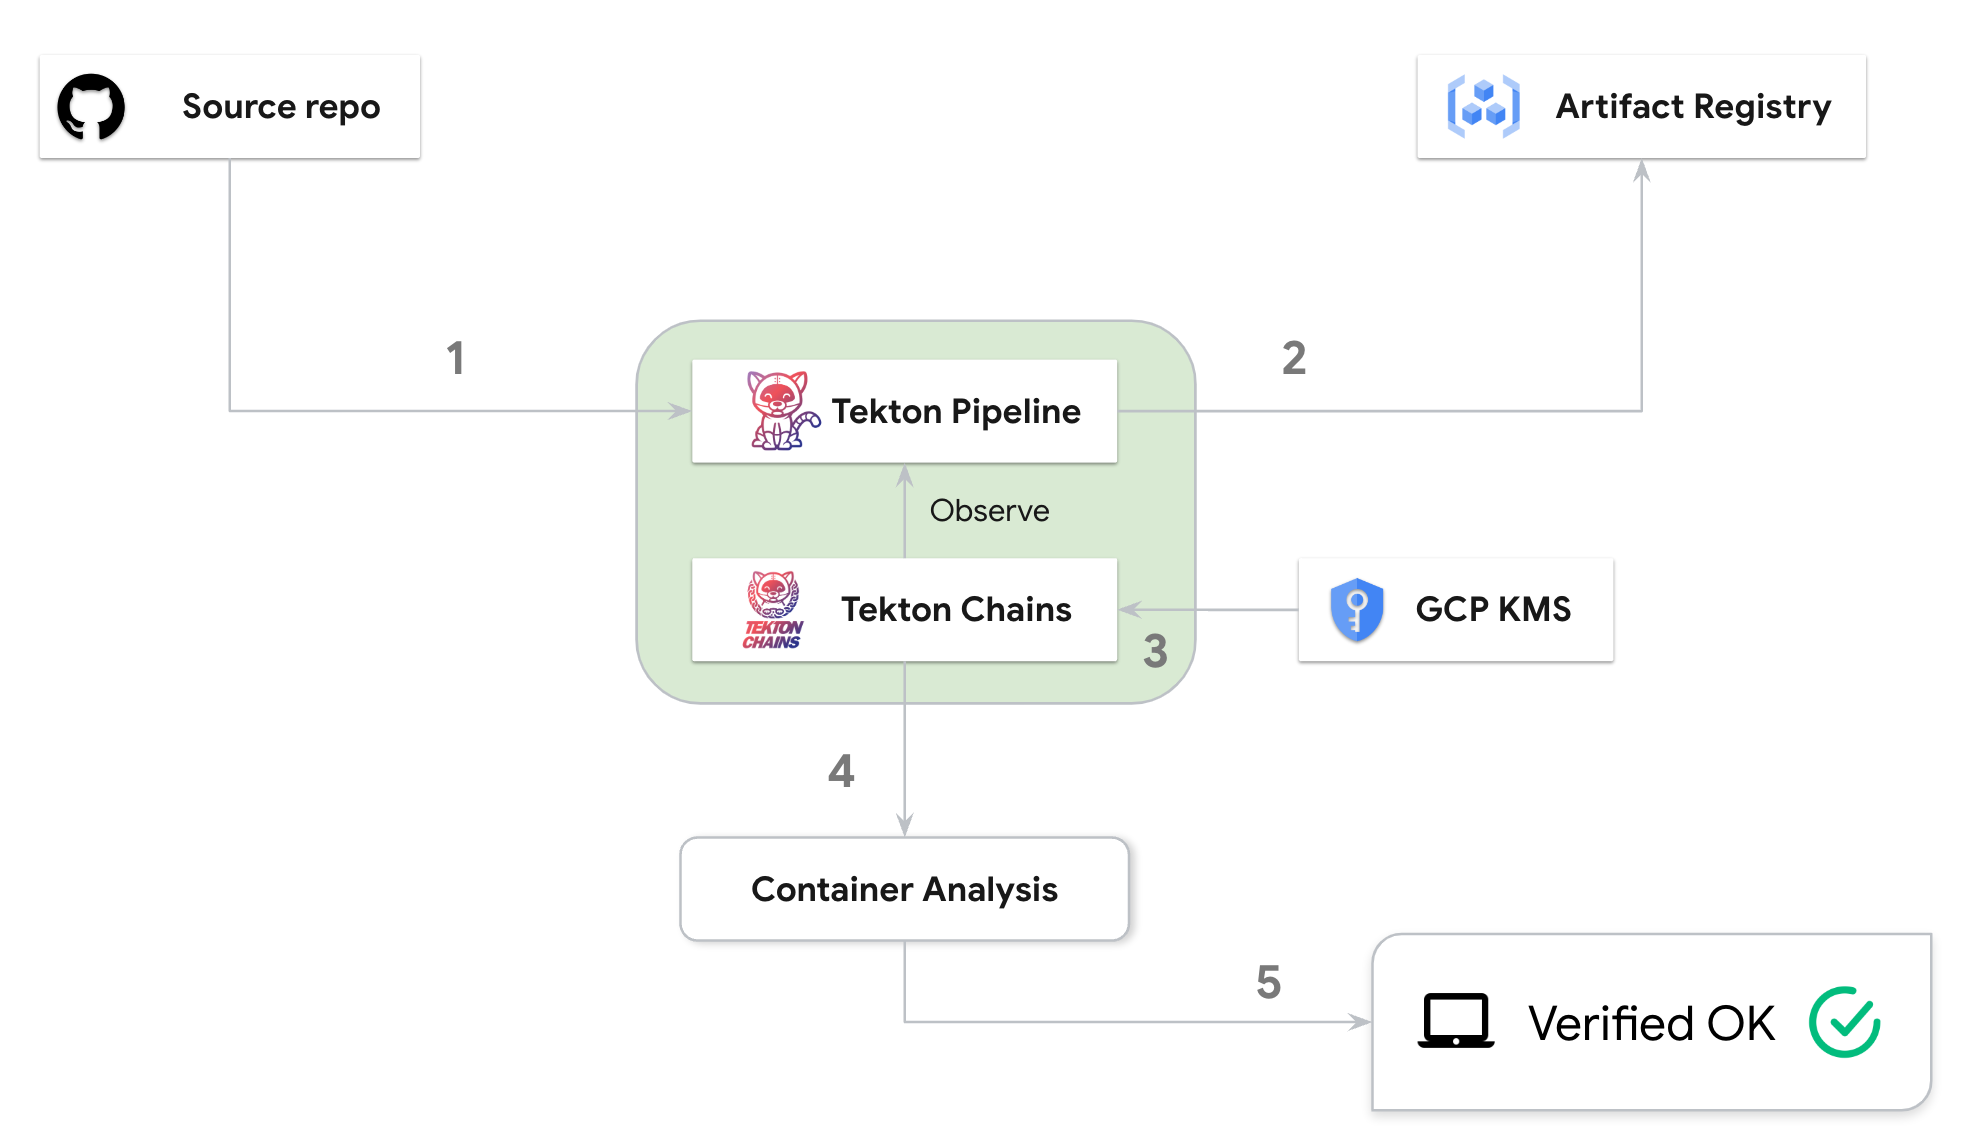 Source repo
Artifact Registry
1
2
Tekton Pipeline
Observe
Tekton Chains
TEKTON
CHAINS
GCP KMS
3
4
Container Analysis
5
Verified OK